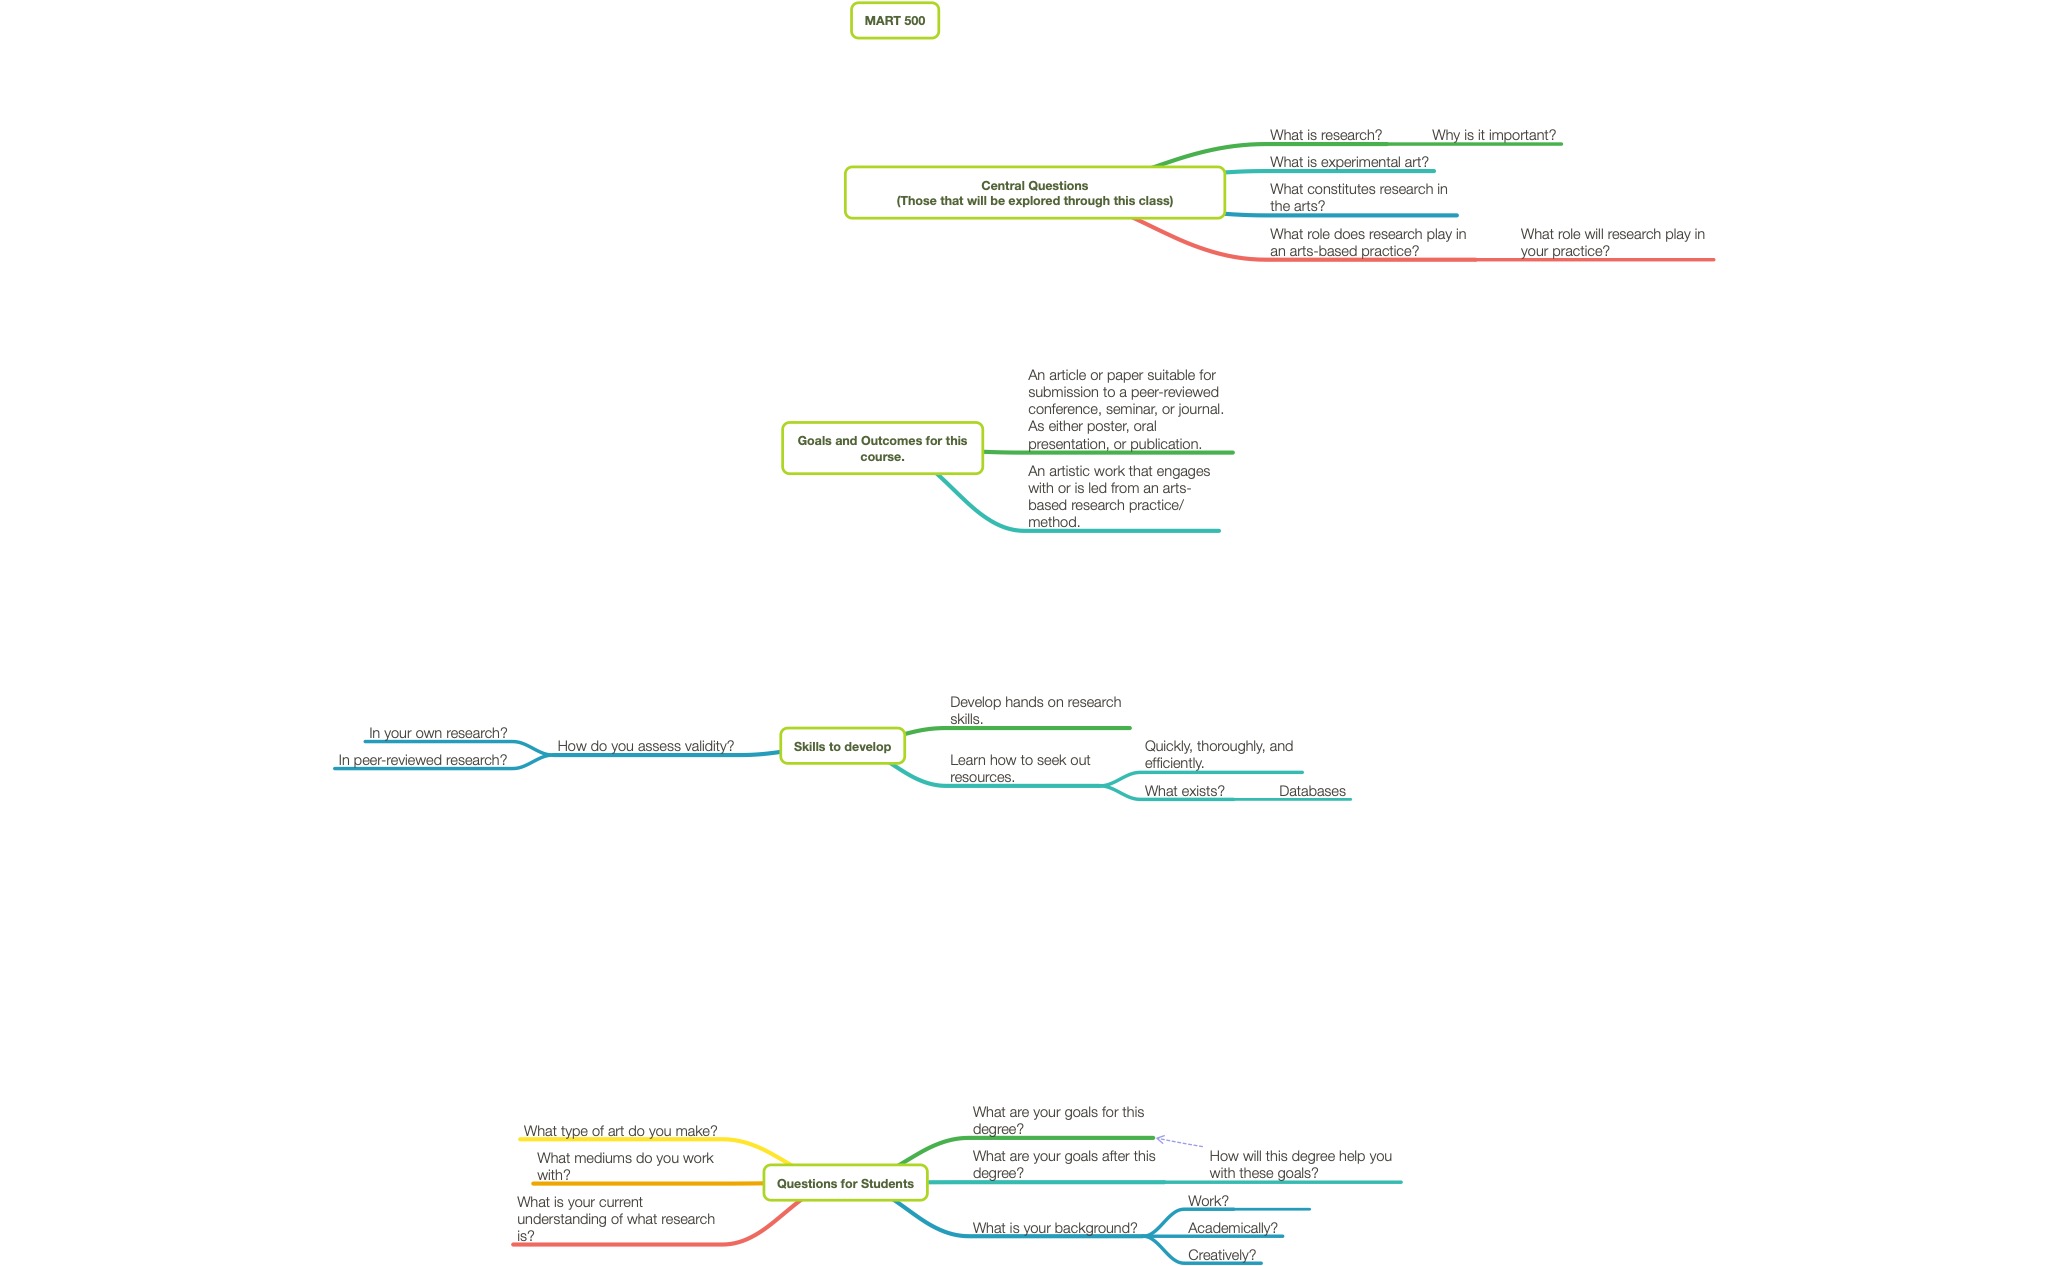 MART 500
Central Questions
(Those that will be explored through this class)
What is research?
Why is it important?
What is experimental art?
What constitutes research in
the arts?
What role does research play in
an arts-based practice?
What role will research play in
your practice?
Goals and Outcomes for this
course.
An article or paper suitable for
submission to a peer-reviewed
conference, seminar, or journal.
As either poster, oral
presentation, or publication.
An artistic work that engages
with or is led from an arts-
based research practice/
method.
Skills to develop
Develop hands on research
skills.
Learn how to seek out
resources.
Quickly, thoroughly, and
efficiently.
What exists?
Databases
How do you assess validity?
In your own research?
In peer-reviewed research?
Questions for Students
What are your goals for this
degree?
What are your goals after this
degree?
How will this degree help you
with these goals?
What is your background?
Work?
Academically?
Creatively?
What type of art do you make?
What mediums do you work
with?
What is your current
understanding of what research
is?